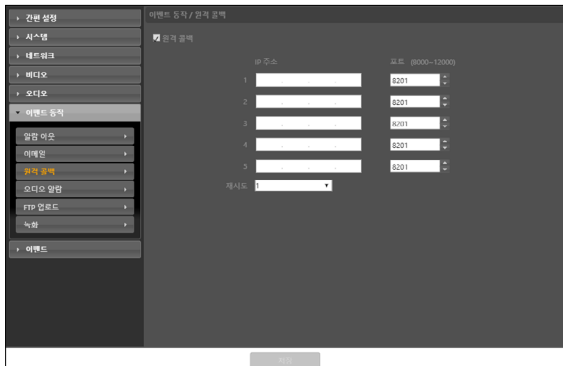 간편 설정
시스템
네트워크
비디오
오디오
이벤트 동작
알람 아웃
이메일
원격 콜백
오디오 알람
FTP 업로드
녹화
이벤트
이벤트 동작 / 원격 콜백
원격 콜백
IP 주소 포트 (8000~12000)
1 . . . 8201
2 . . . 8201
3 . . . 8201
4 . . . 8201
5 . . . 8201
재시도 1